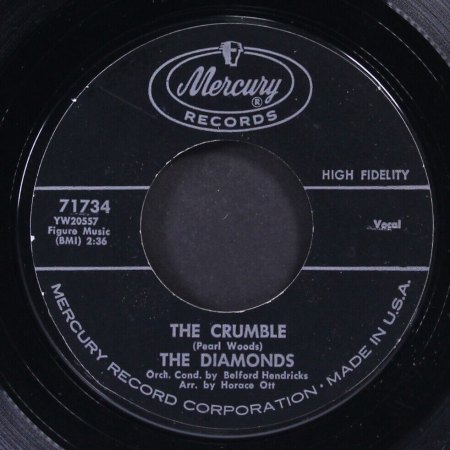 Mercury
®
RECORDS
HIGH FIDELITY
71734
YW20557
Figure Music
(BMI) 2:36
Vocal
THE CRUMBLE
(Pearl Woods)
THE DIAMONDS
Orch. Cond. by Belford Hendricks
Arr. by Horace Ott
MERCURY RECORD CORPORATION • MADE IN U.S.A.